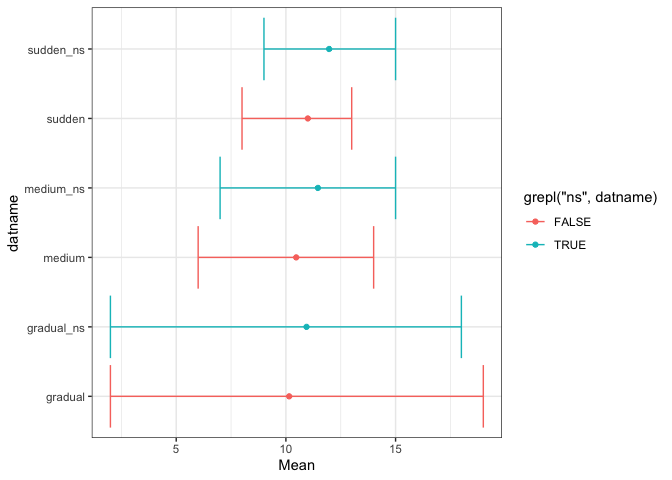 sudden_ns
sudden
medium_ns
medium
gradual_ns
gradual
datname
5 10 15
Mean
grepl("ns", datname)
FALSE
TRUE